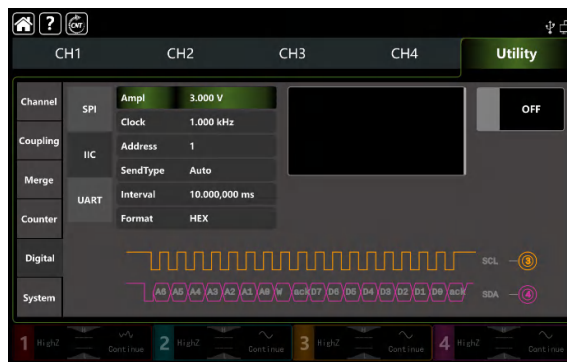 ? CNT
CH1 CH2 CH3 CH4 Utility
Channel
Coupling
Merge
Counter
Digital
System
SPI
IIC
UART
Ampl 3.000 V
Clock 1.000 kHz
Address 1
SendType Auto
Interval 10.000,000 ms
Format HEX
OFF
SCL 3
A6 A5 A4 A3 A2 A1 A0 W ack D7 D6 D5 D4 D3 D2 D1 D0 ack SDA 4
1 HighZ Continue 2 HighZ Continue 3 HighZ Continue 4 HighZ Continue